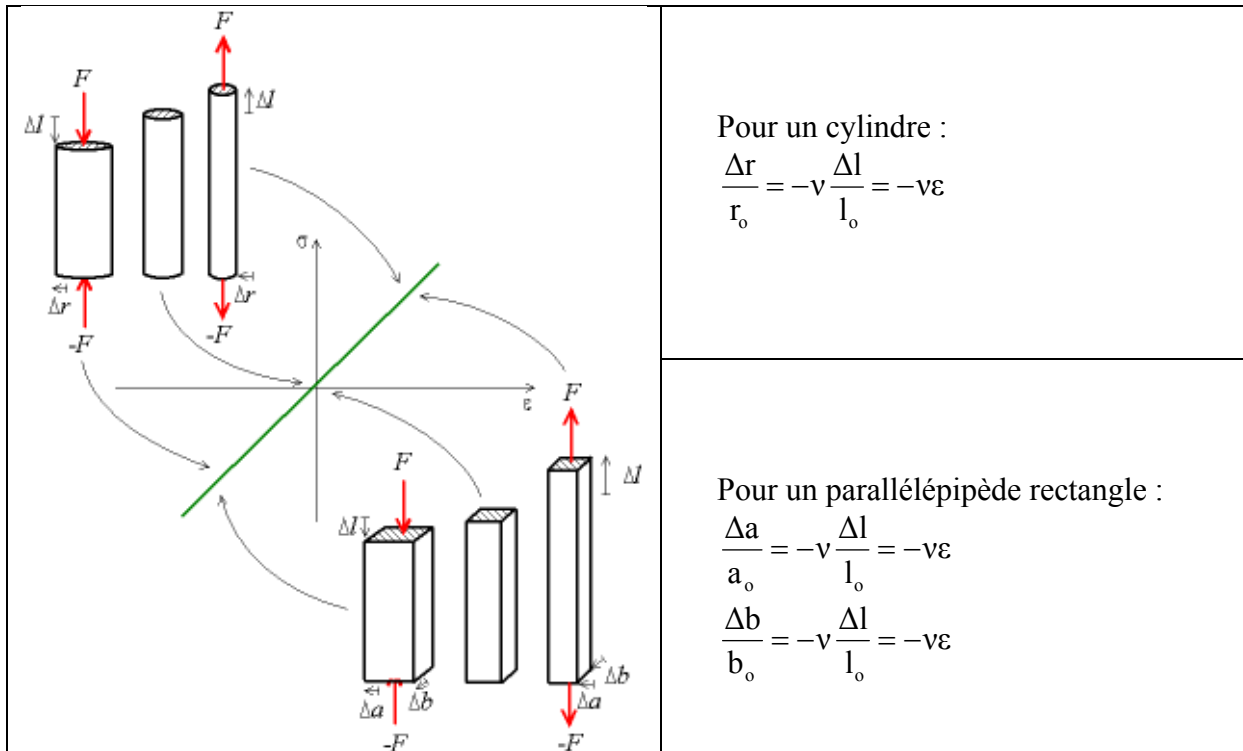 F
F
Δl
Δl
Δr
Δr
-F
-F
σ
ε
F
F
Δl
Δl
Δa
Δb
Δb
Δa
-F
-F
Pour un cylindre :
Δr/r₀ = −ν Δl/l₀ = −νε
Pour un parallélépipède rectangle :
Δa/a₀ = −ν Δl/l₀ = −νε
Δb/b₀ = −ν Δl/l₀ = −νε